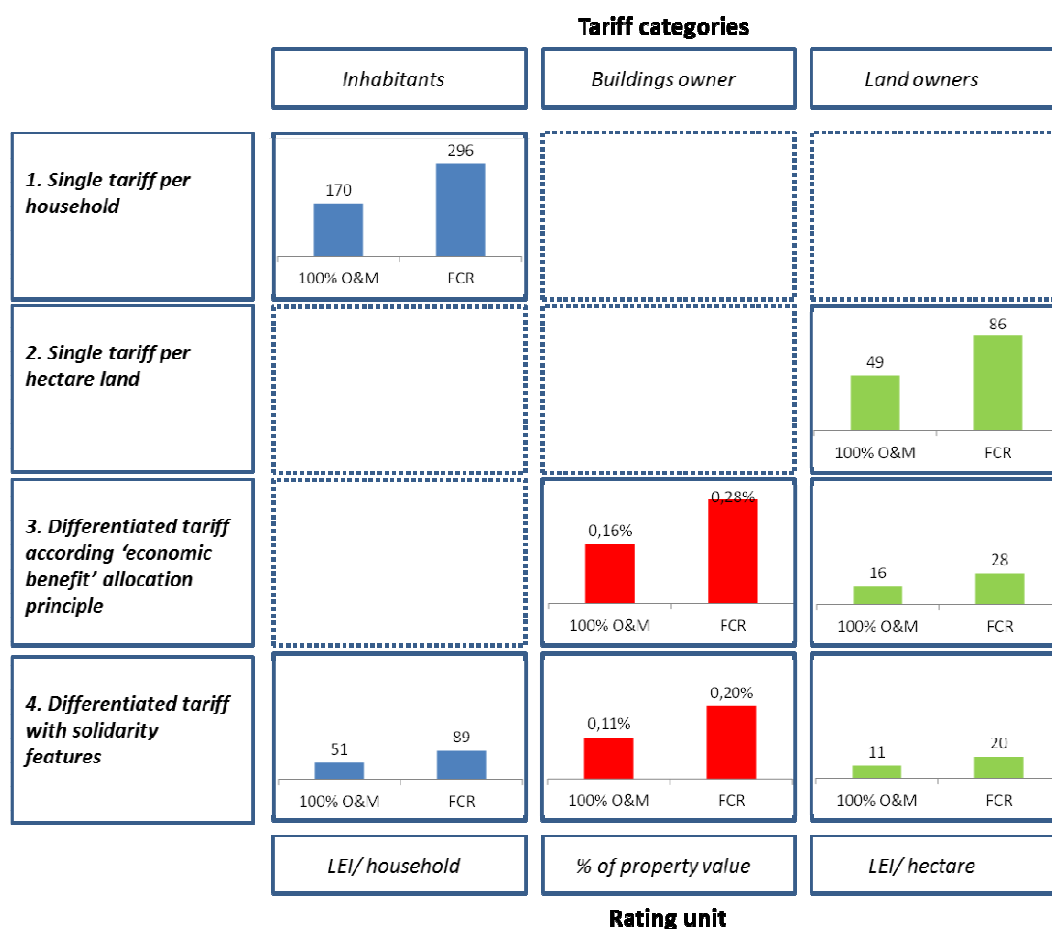 Tariff categories
Inhabitants
Buildings owner
Land owners
1. Single tariff per
household
296
170
100% O&M
FCR
2. Single tariff per
hectare land
86
49
100% O&M
FCR
3. Differentiated tariff
according ‘economic
benefit’ allocation
principle
0,28%
0,16%
100% O&M
FCR
28
16
100% O&M
FCR
4. Differentiated tariff
with solidarity
features
89
51
100% O&M
FCR
0,20%
0,11%
100% O&M
FCR
20
11
100% O&M
FCR
LEI/ household
% of property value
LEI/ hectare
Rating unit